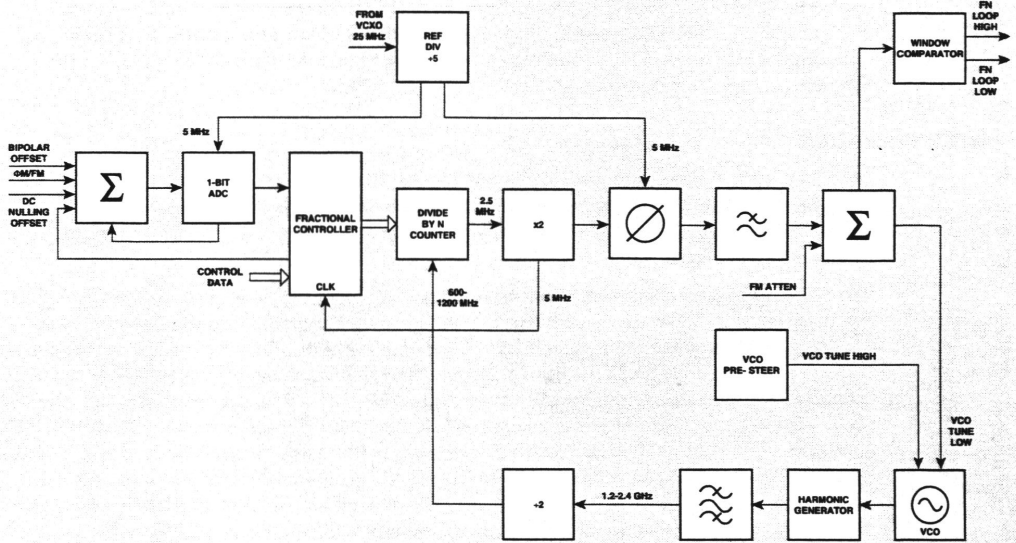 FROM
VCXO
25 MHz
REF
DIV
÷5
WINDOW
COMPARATOR
FN
LOOP
HIGH
FN
LOOP
LOW
5 MHz
5 MHz
BIPOLAR
OFFSET
ΦM/FM
DC
NULLING
OFFSET
Σ
1-BIT
ADC
FRACTIONAL
CONTROLLER
CLK
CONTROL
DATA
DIVIDE
BY N
COUNTER
2.5
MHz
x2
Σ
FM ATTEN
600-
1200 MHz
5 MHz
VCO
PRE- STEER
VCO TUNE HIGH
VCO
TUNE
LOW
÷2
1.2-2.4 GHz
HARMONIC
GENERATOR
VCO